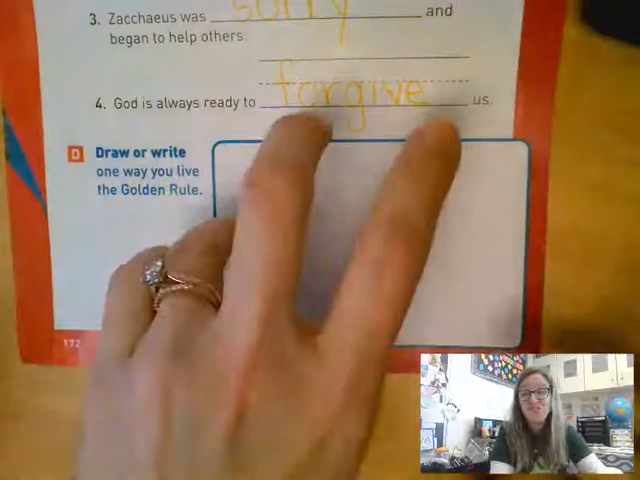 3. Zacchaeus was sorry and
began to help others.
4. God is always ready to forgive us.
D Draw or write
one way you live
the Golden Rule.
172